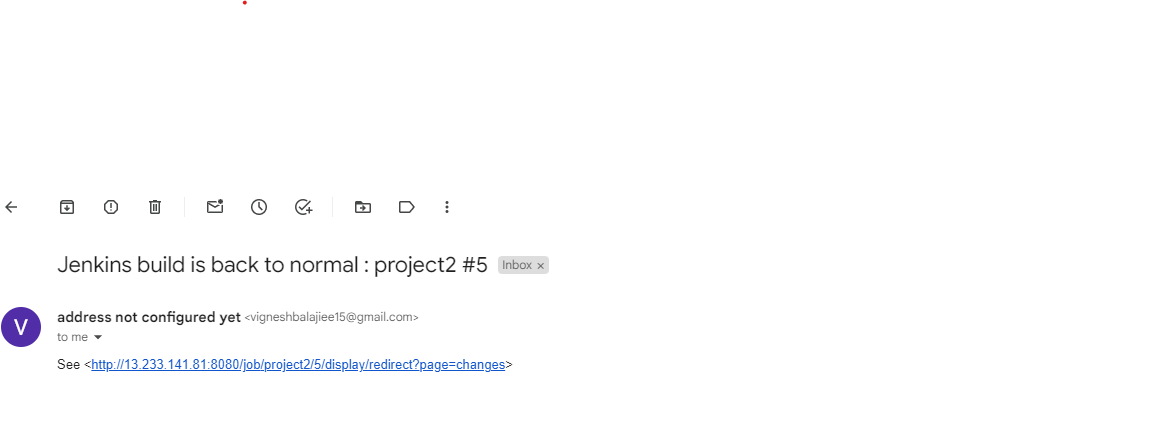 Jenkins build is back to normal : project2 #5 Inbox ×
V
address not configured yet <vigneshbalajiee15@gmail.com>
to me
See <http://13.233.141.81:8080/job/project2/5/display/redirect?page=changes>